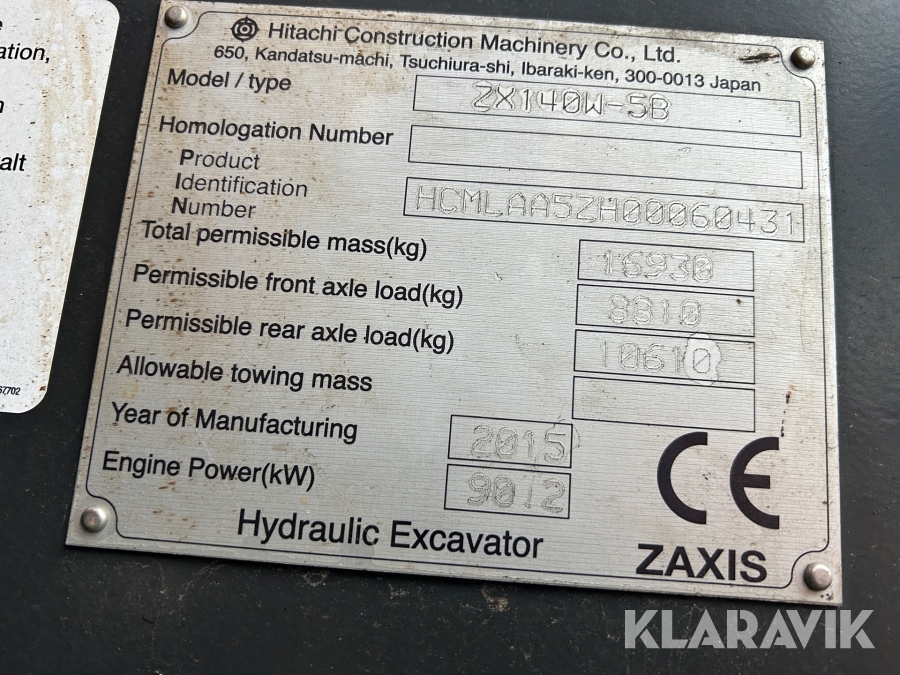 ation,
alt
67702
Hitachi Construction Machinery Co., Ltd.
650, Kandatsu-machi, Tsuchiura-shi, Ibaraki-ken, 300-0013 Japan
Model / type ZX140W-5B
Homologation Number
Product
Identification
Number HCMLAA5ZH00060431
Total permissible mass(kg) 16930
Permissible front axle load(kg) 8810
Permissible rear axle load(kg) 10610
Allowable towing mass
Year of Manufacturing 2015
Engine Power(kW) 90.2
Hydraulic Excavator
CE
ZAXIS
KLARAVIK